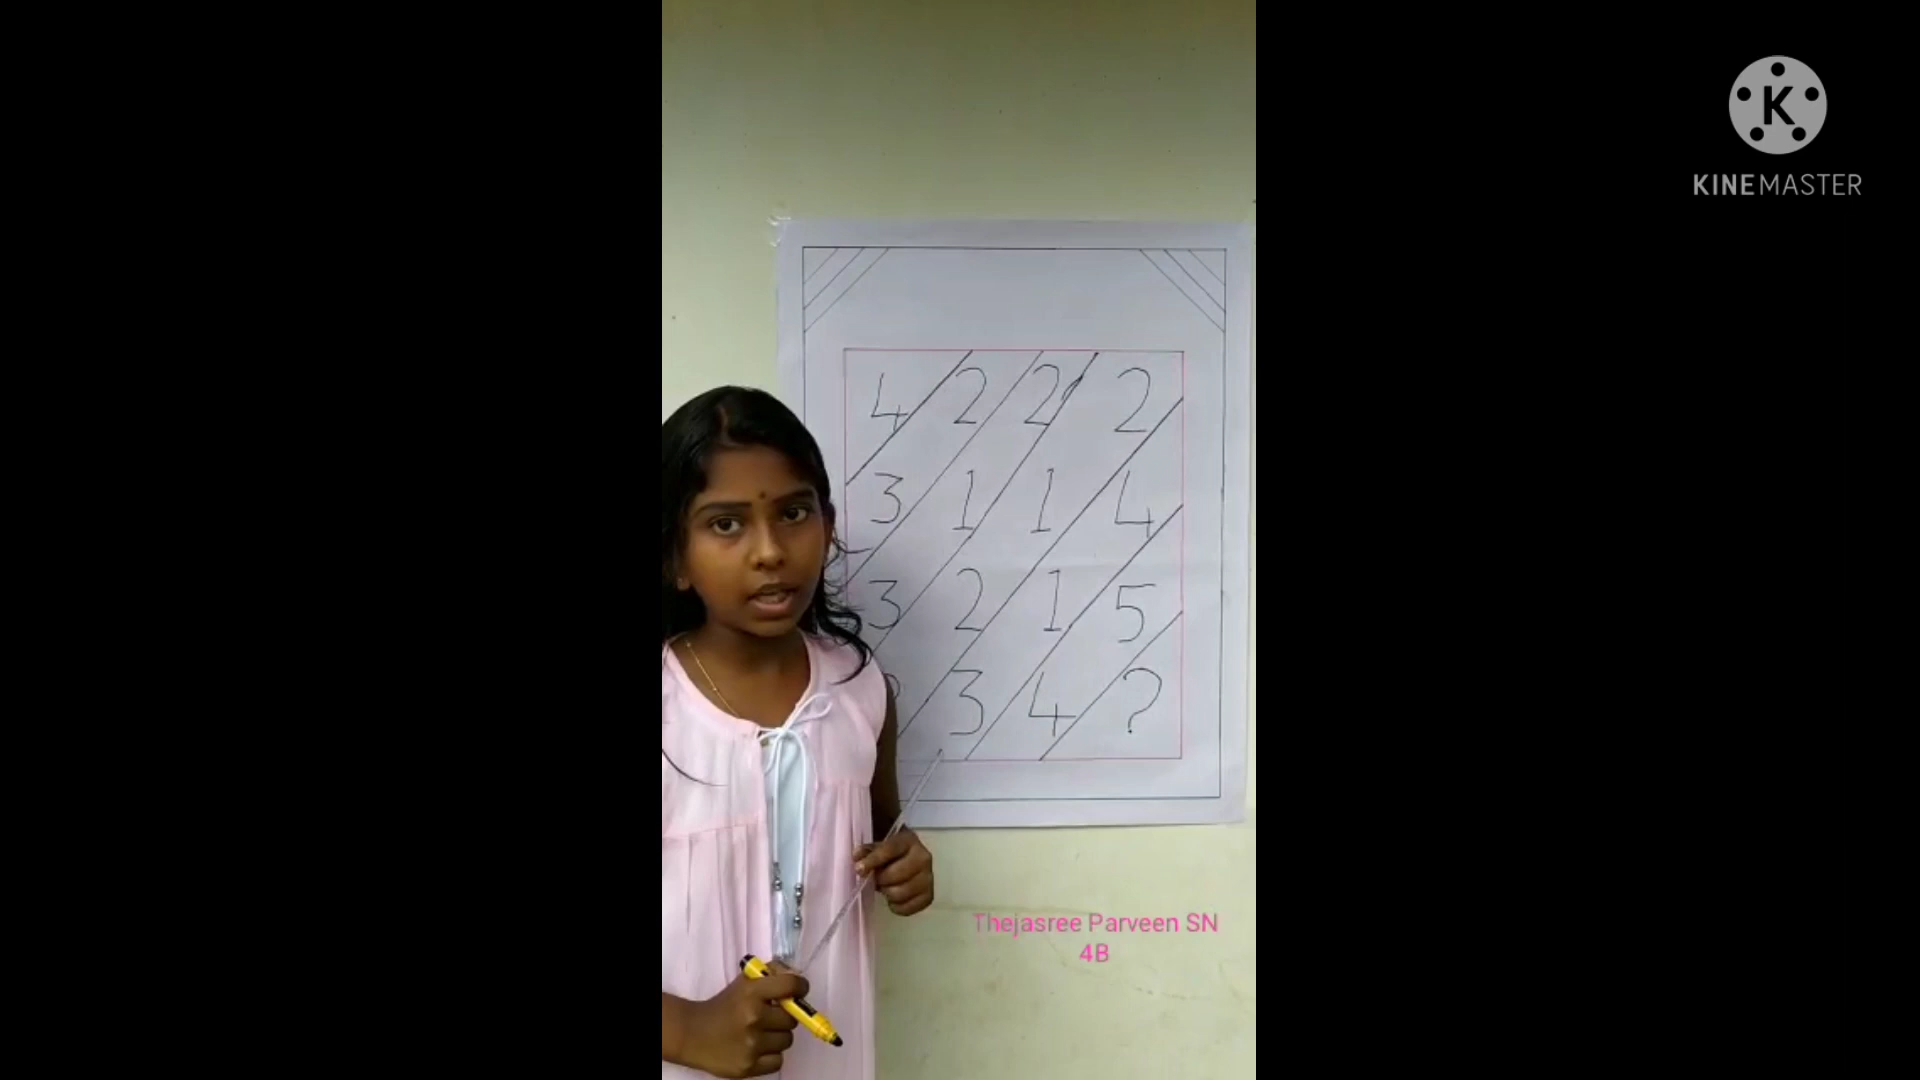 K
KINEMASTER
4 2 2 2
3 1 1 4
3 2 1 5
3 4 ?
Thejasree Parveen SN
4B